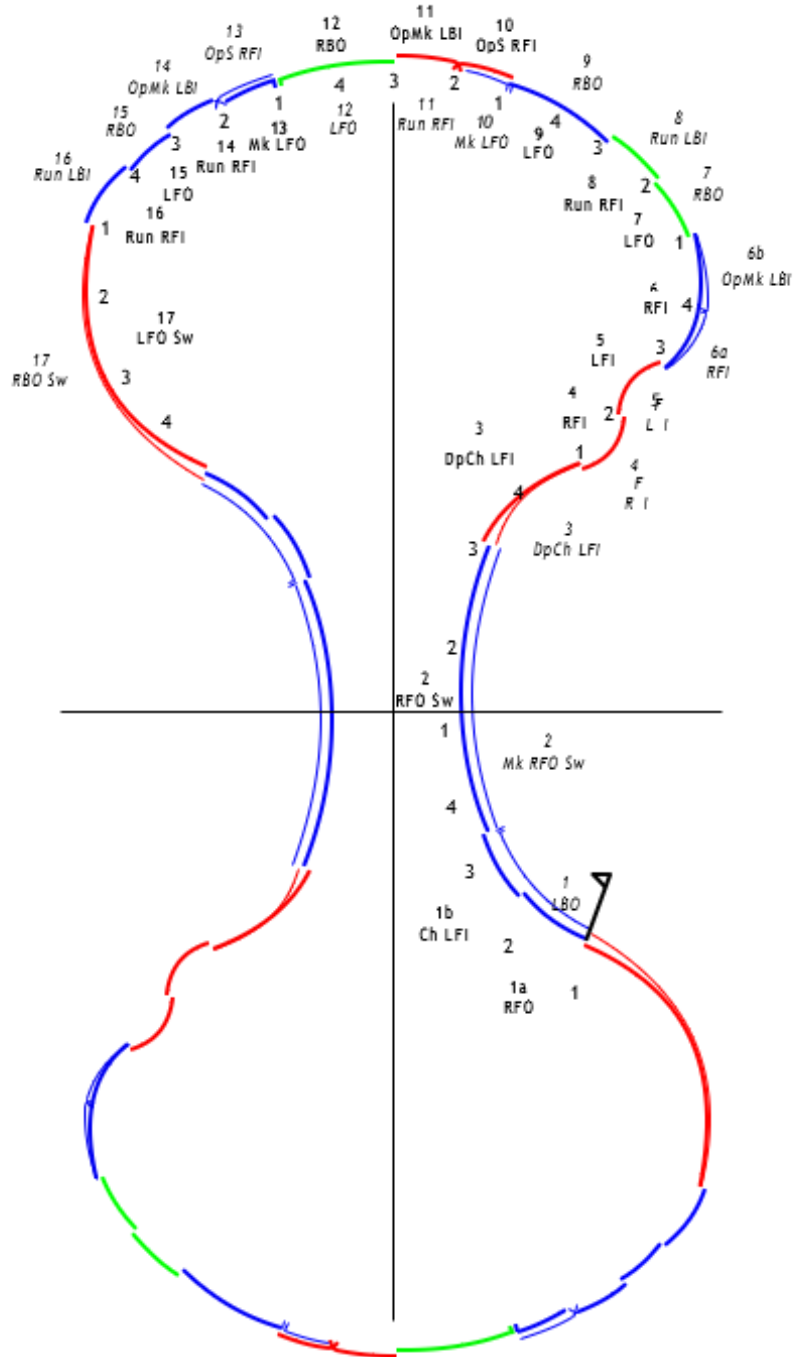 11
OpMk LBI
10
OpS RFI
12
RBO
13
OpS RFI
14
OpMk LBI
9
RBO
4
3
2
1
12
LFO
11
Run RFI
10
Mk LFO
4
9
LFO
3
1
13
Mk LFO
2
14
Run RFI
15
RBO
3
8
Run LBI
7
RBO
16
Run LBI
4
15
LFO
8
Run RFI
2
7
LFO
1
16
Run RFI
1
6b
OpMk LBI
2
6
RFI
4
17
LFO Sw
5
LFI
3
6a
RFI
17
RBO Sw
3
4
4
RFI
2
5
L I
3
DpCh LFI
1
4
F
R I
4
3
DpCh LFI
3
2
2
RFO Sw
1
2
Mk RFO Sw
4
3
1
LBO
1b
Ch LFI
2
1a
RFO
1